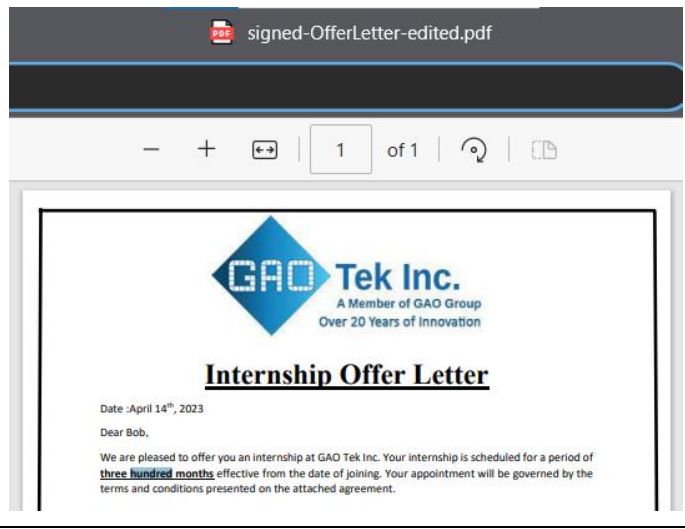 PDF signed-OfferLetter-edited.pdf
1 of 1
GAO Tek Inc.
A Member of GAO Group
Over 20 Years of Innovation
Internship Offer Letter
Date :April 14th, 2023
Dear Bob,
We are pleased to offer you an internship at GAO Tek Inc. Your internship is scheduled for a period of
three hundred months effective from the date of joining. Your appointment will be governed by the
terms and conditions presented on the attached agreement.